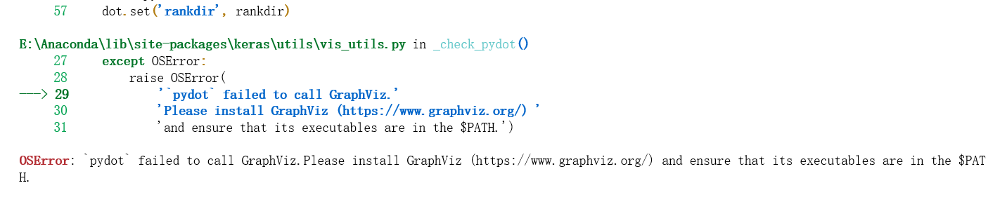 57 dot.set('rankdir', rankdir)
E:\Anaconda\lib\site-packages\keras\utils\vis_utils.py in _check_pydot()
27 except OSError:
28 raise OSError(
---> 29 '`pydot` failed to call GraphViz.'
30 'Please install GraphViz (https://www.graphviz.org/) '
31 'and ensure that its executables are in the $PATH.')
OSError: `pydot` failed to call GraphViz.Please install GraphViz (https://www.graphviz.org/) and ensure that its executables are in the $PAT
H.